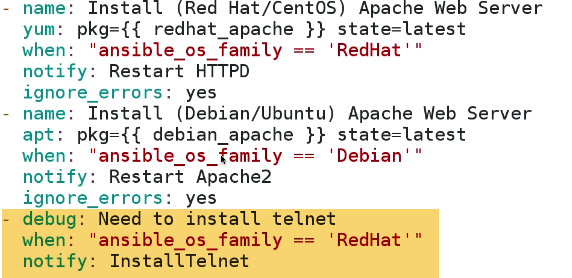 - name: Install (Red Hat/CentOS) Apache Web Server
  yum: pkg={{ redhat_apache }} state=latest
  when: "ansible_os_family == 'RedHat'"
  notify: Restart HTTPD
  ignore_errors: yes
- name: Install (Debian/Ubuntu) Apache Web Server
  apt: pkg={{ debian_apache }} state=latest
  when: "ansible_os_family == 'Debian'"
  notify: Restart Apache2
  ignore_errors: yes
- debug: Need to install telnet
  when: "ansible_os_family == 'RedHat'"
  notify: InstallTelnet